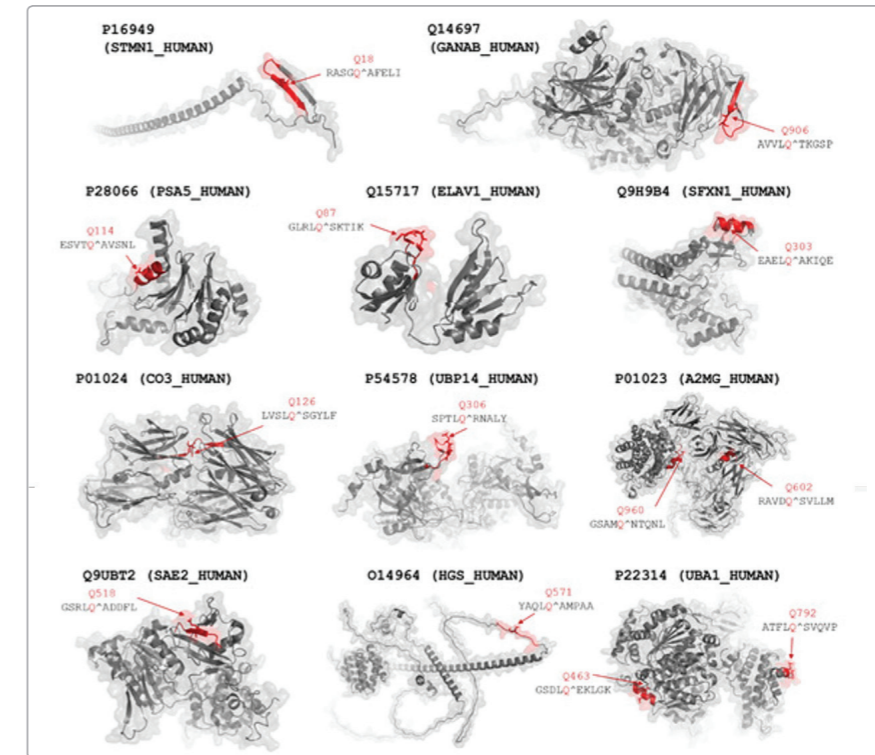 P16949
(STMN1_HUMAN)
Q18
RASGQ^AFELI
Q14697
(GANAB_HUMAN)
Q906
AVVLQ^TKGSP
P28066 (PSA5_HUMAN)
Q114
ESVTQ^AVSNL
Q15717 (ELAV1_HUMAN)
Q87
GLRLQ^SKTIK
Q9H9B4 (SFXN1_HUMAN)
Q303
EAELQ^AKIQE
P01024 (CO3_HUMAN)
Q126
LVSLQ^SGYLF
P54578 (UBP14_HUMAN)
Q306
SPTLQ^RNALY
P01023 (A2MG_HUMAN)
Q602
RAVDQ^SVLLM
Q960
GSAMQ^NTQNL
Q9UBT2 (SAE2_HUMAN)
Q518
GSRLQ^ADDFL
O14964 (HGS_HUMAN)
Q571
YAQLQ^AMPAA
P22314 (UBA1_HUMAN)
Q792
ATFLQ^SVQVP
Q463
GSDLQ^EKLGK